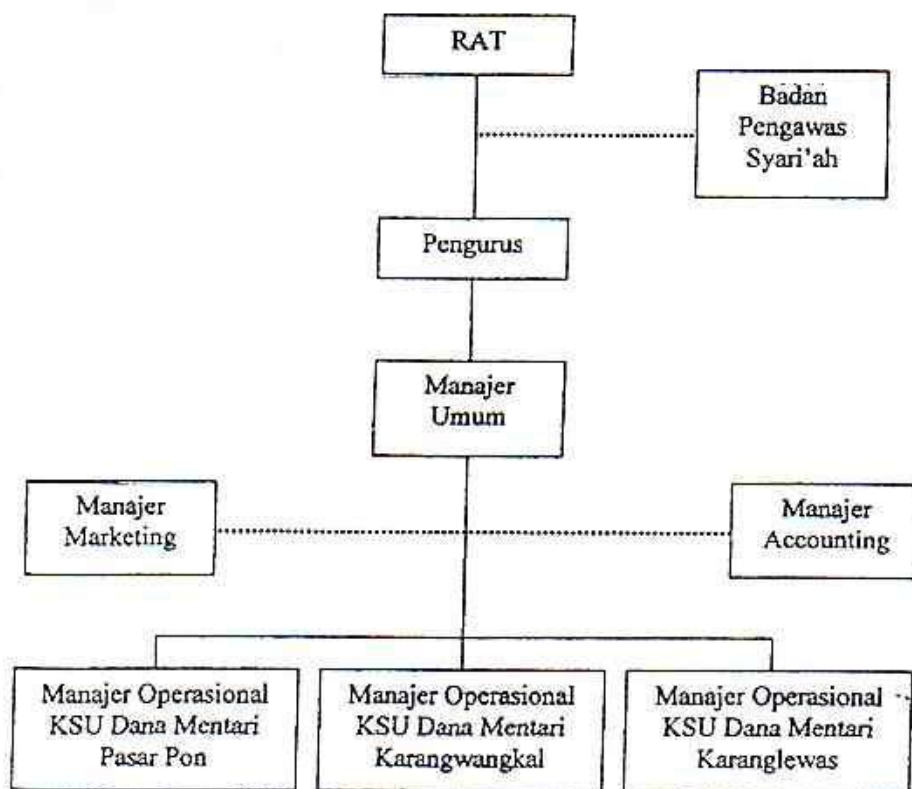 RAT
Badan
Pengawas
Syari'ah
Pengurus
Manajer
Umum
Manajer
Marketing
Manajer
Accounting
Manajer Operasional
KSU Dana Mentari
Pasar Pon
Manajer Operasional
KSU Dana Mentari
Karangwangkal
Manajer Operasional
KSU Dana Mentari
Karanglewas